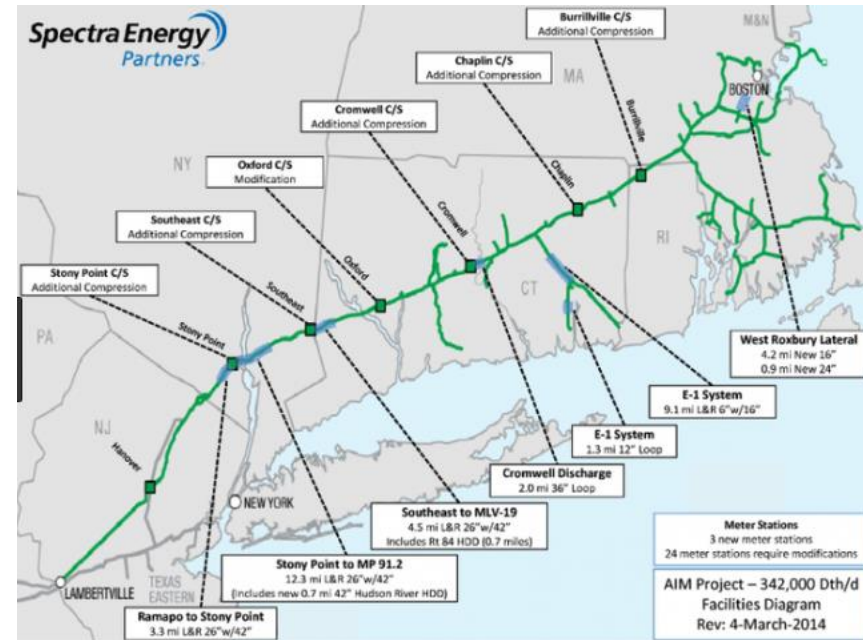 Spectra Energy
Partners
Burrillville C/S
Additional Compression
M&N
Chaplin C/S
Additional Compression
MA
BOSTON
Cromwell C/S
Additional Compression
Burrillville
NY
Oxford C/S
Modification
Chaplin
Southeast C/S
Additional Compression
Cromwell
RI
Stony Point C/S
Additional Compression
Oxford
CT
Southeast
PA
Stony Point
West Roxbury Lateral
4.2 mi New 16"
0.9 mi New 24"
E-1 System
9.1 mi L&R 6"w/16"
NJ
E-1 System
1.3 mi 12" Loop
Hanover
Cromwell Discharge
2.0 mi 36" Loop
NEW YORK
Southeast to MLV-19
4.5 mi L&R 26"w/42"
Includes Rt 84 HDD (0.7 miles)
Meter Stations
3 new meter stations
24 meter stations require modifications
Stony Point to MP 91.2
12.3 mi L&R 26"w/42"
(Includes new 0.7 mi 42" Hudson River HDD)
LAMBERTVILLE
TEXAS
EASTERN
AIM Project – 342,000 Dth/d
Facilities Diagram
Rev: 4-March-2014
Ramapo to Stony Point
3.3 mi L&R 26"w/42"